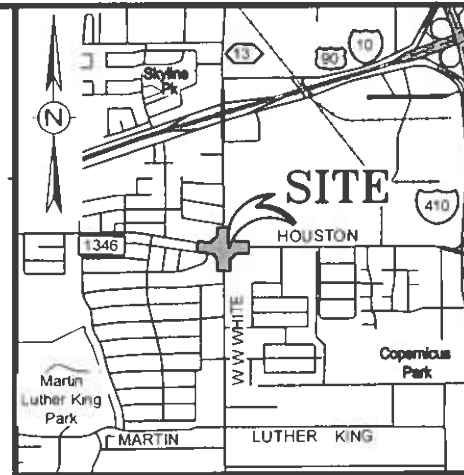 13
90
10
Skyline
Pk
N
SITE
410
1346
HOUSTON
W.W.WHITE
Copernicus
Park
Martin
Luther King
Park
MARTIN LUTHER KING